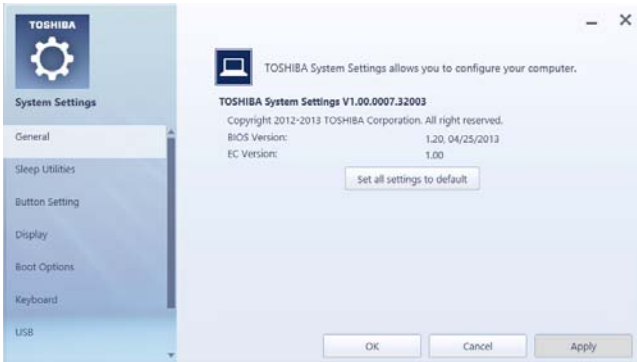 TOSHIBA
System Settings
General
Sleep Utilities
Button Setting
Display
Boot Options
Keyboard
USB
TOSHIBA System Settings allows you to configure your computer.
TOSHIBA System Settings V1.00.0007.32003
Copyright 2012-2013 TOSHIBA Corporation. All right reserved.
BIOS Version: 1.20, 04/25/2013
EC Version: 1.00
Set all settings to default
OK Cancel Apply